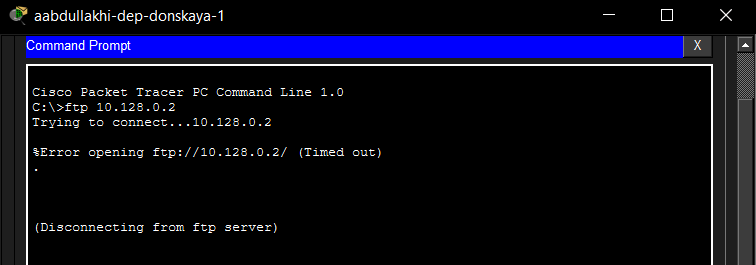 aabdullakhi-dep-donskaya-1
Command Prompt
X
Cisco Packet Tracer PC Command Line 1.0
C:\>ftp 10.128.0.2
Trying to connect...10.128.0.2
%Error opening ftp://10.128.0.2/ (Timed out)
.
(Disconnecting from ftp server)